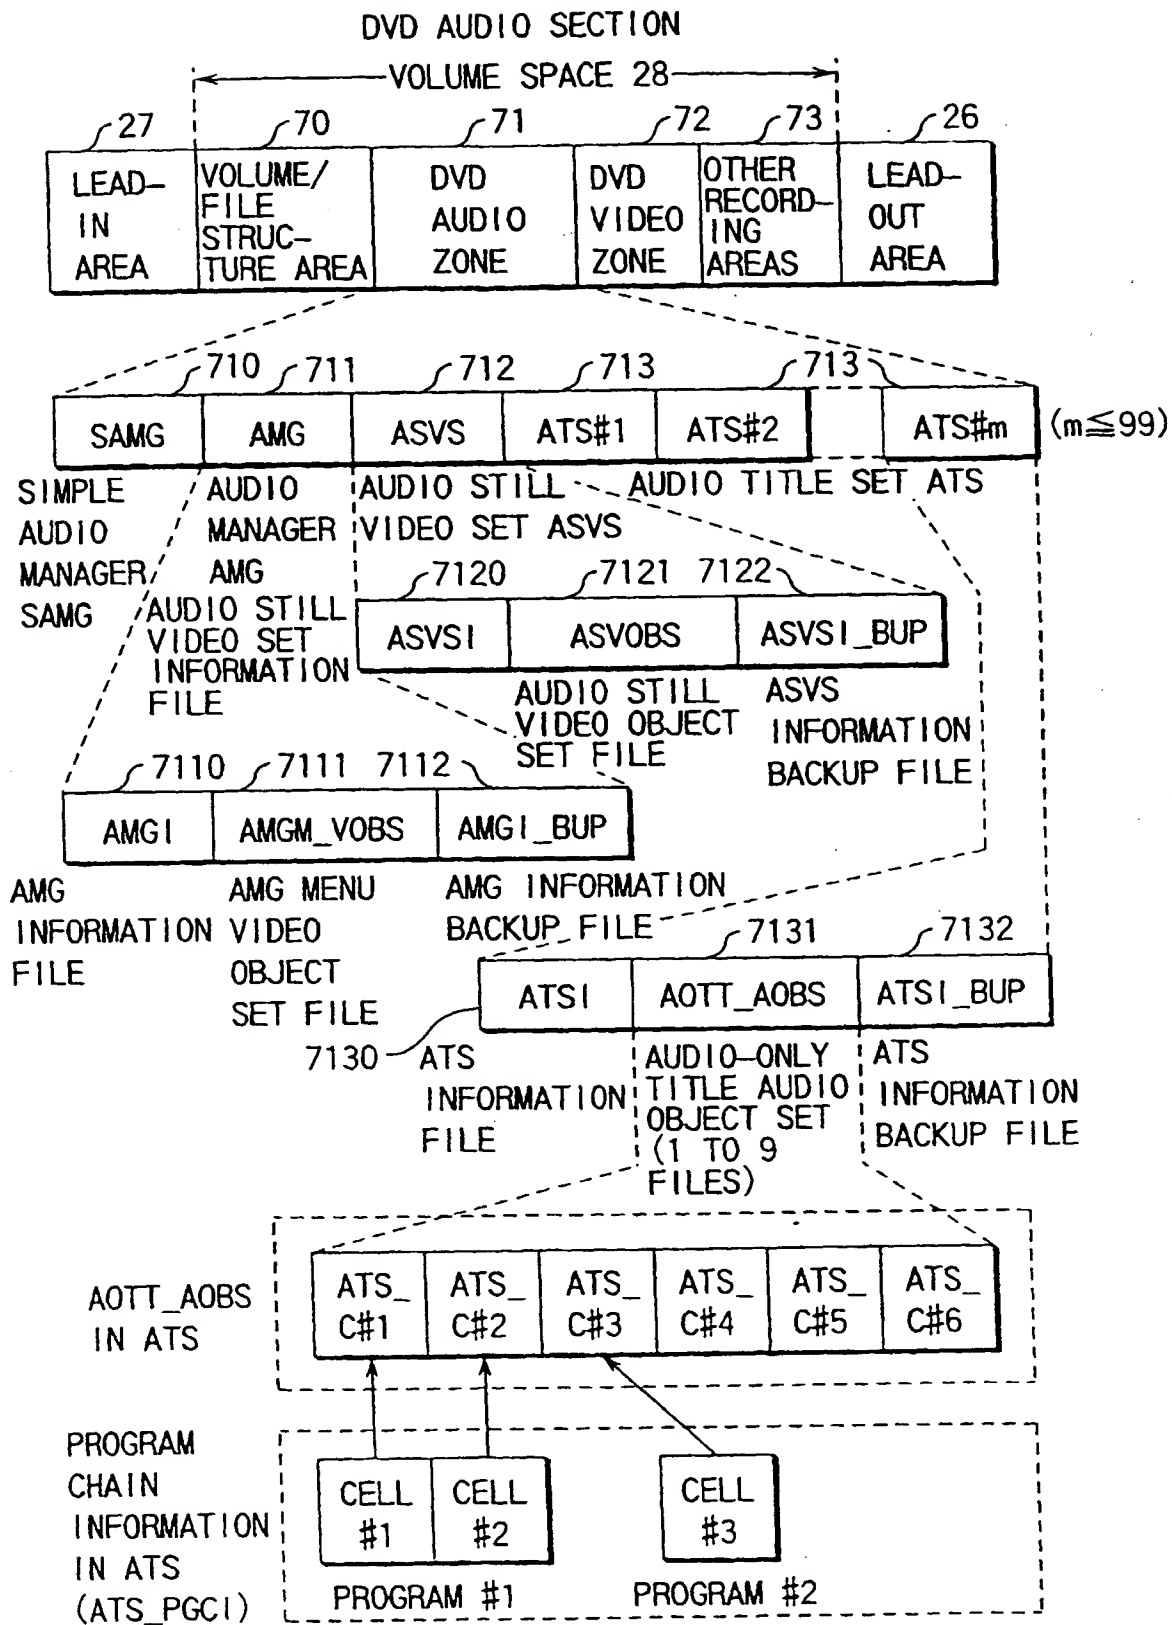 DVD AUDIO SECTION
VOLUME SPACE 28
27 70 71 72 73 26
LEAD-
IN
AREA
VOLUME/
FILE
STRUC-
TURE AREA
DVD
AUDIO
ZONE
DVD
VIDEO
ZONE
OTHER
RECORD-
ING
AREAS
LEAD-
OUT
AREA
710 711 712 713 713
SAMG AMG ASVS ATS#1 ATS#2 ATS#m (m≦99)
SIMPLE
AUDIO
MANAGER
SAMG
AUDIO
MANAGER
AMG
AUDIO STILL
VIDEO SET ASVS
AUDIO TITLE SET ATS
7120 7121 7122
ASVSI ASVOBS ASVSI_BUP
AUDIO STILL
VIDEO SET
INFORMATION
FILE
AUDIO STILL
VIDEO OBJECT
SET FILE
ASVS
INFORMATION
BACKUP FILE
7110 7111 7112
AMGI AMGM_VOBS AMGI_BUP
AMG
INFORMATION
FILE
AMG MENU
VIDEO
OBJECT
SET FILE
AMG INFORMATION
BACKUP FILE
7131 7132
ATSI AOTT_AOBS ATSI_BUP
7130
ATS
INFORMATION
FILE
AUDIO-ONLY
TITLE AUDIO
OBJECT SET
(1 TO 9
FILES)
ATS
INFORMATION
BACKUP FILE
AOTT_AOBS
IN ATS
ATS_
C#1
ATS_
C#2
ATS_
C#3
ATS_
C#4
ATS_
C#5
ATS_
C#6
PROGRAM
CHAIN
INFORMATION
IN ATS
(ATS_PGCI)
CELL
#1
CELL
#2
CELL
#3
PROGRAM #1
PROGRAM #2